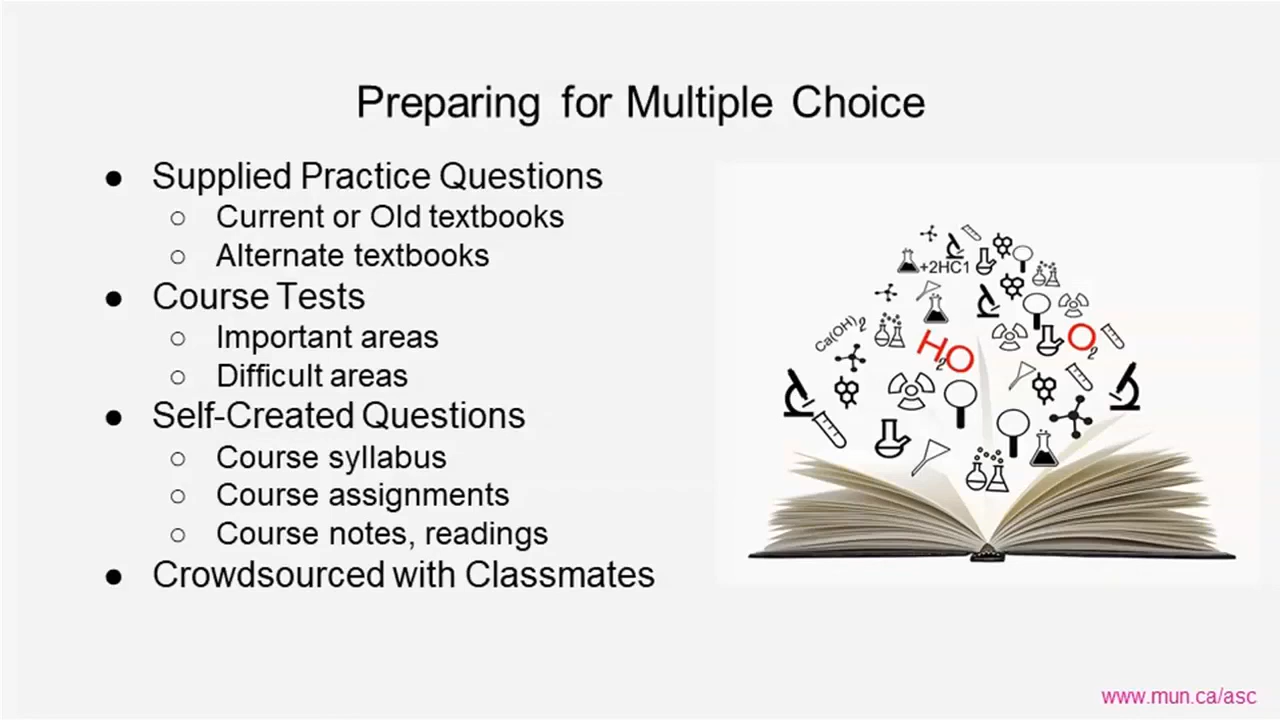 Preparing for Multiple Choice
● Supplied Practice Questions
○ Current or Old textbooks
○ Alternate textbooks
● Course Tests
○ Important areas
○ Difficult areas
● Self-Created Questions
○ Course syllabus
○ Course assignments
○ Course notes, readings
● Crowdsourced with Classmates
+2HC1
Ca(OH)2
H2O
O2
www.mun.ca/asc